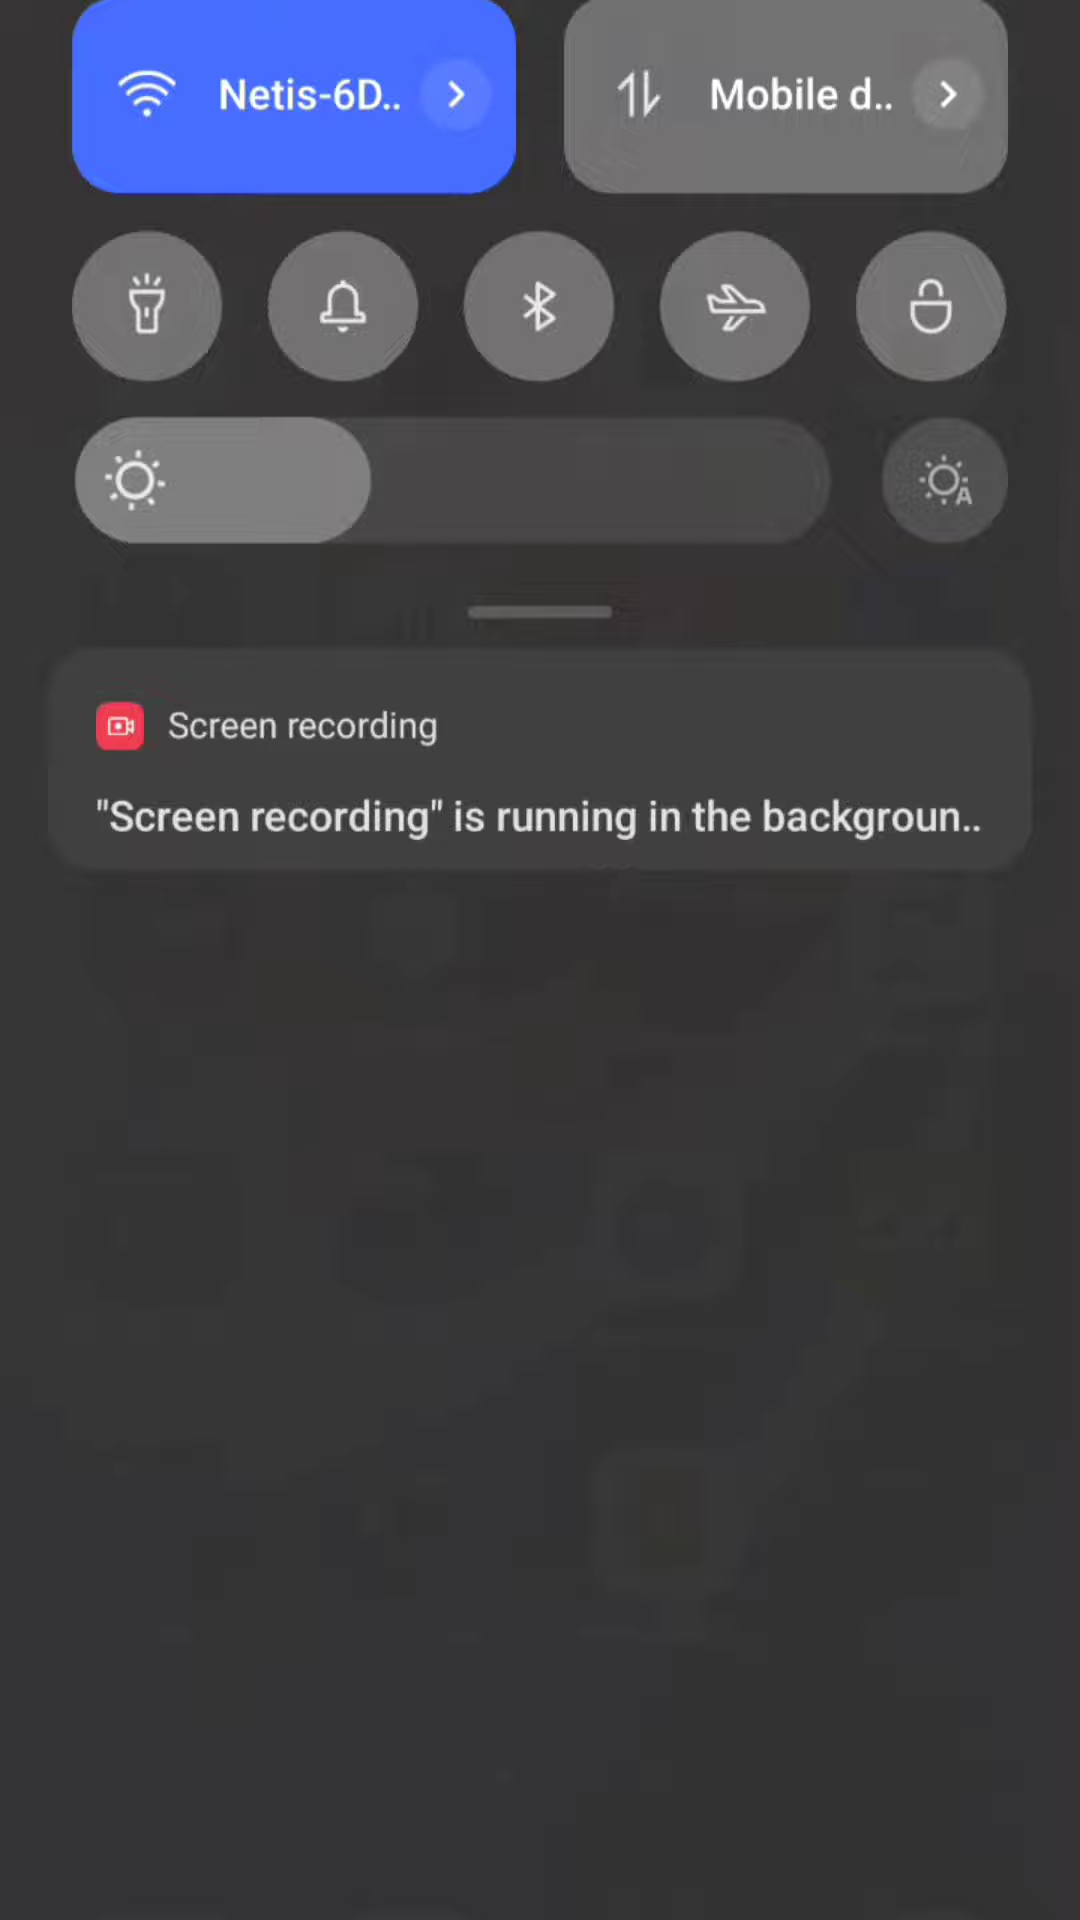 Netis-6D..
Mobile d..
Screen recording
"Screen recording" is running in the backgroun..